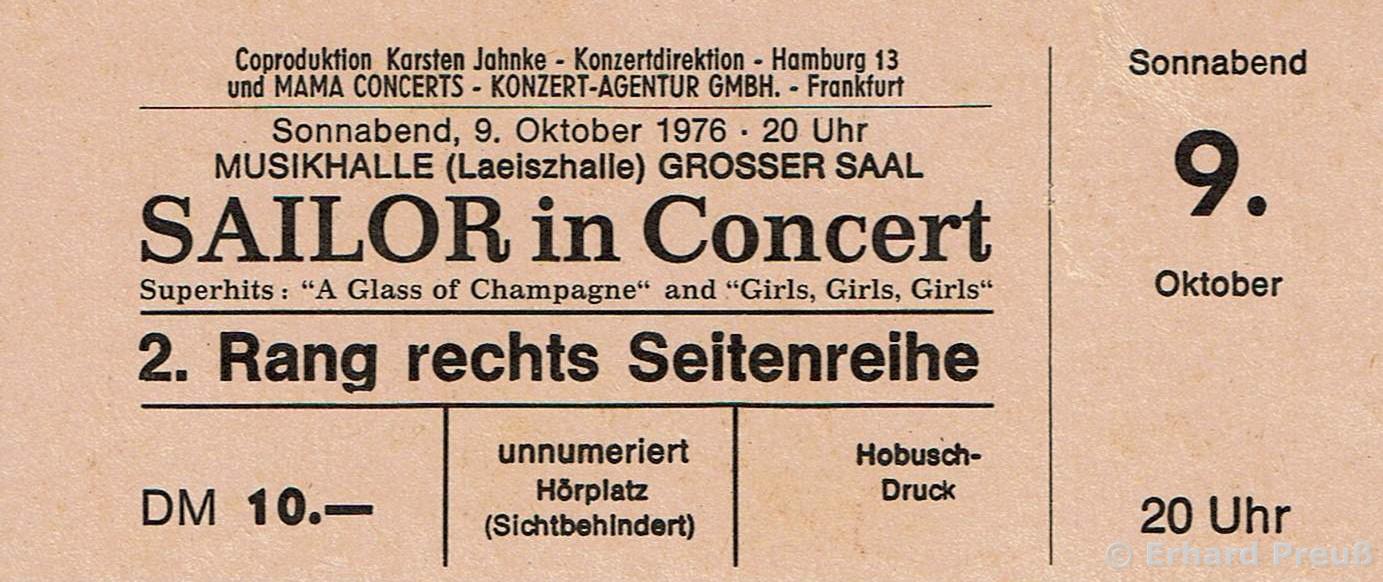 Coproduktion Karsten Jahnke - Konzertdirektion - Hamburg 13
und MAMA CONCERTS - KONZERT-AGENTUR GMBH. - Frankfurt
Sonnabend, 9. Oktober 1976 · 20 Uhr
MUSIKHALLE (Laeiszhalle) GROSSER SAAL
SAILOR in Concert
Superhits: “A Glass of Champagne“ and “Girls, Girls, Girls“
2. Rang rechts Seitenreihe
DM 10.—
unnumeriert
Hörplatz
(Sichtbehindert)
Hobusch-
Druck
Sonnabend
9.
Oktober
20 Uhr
© Erhard Preuß